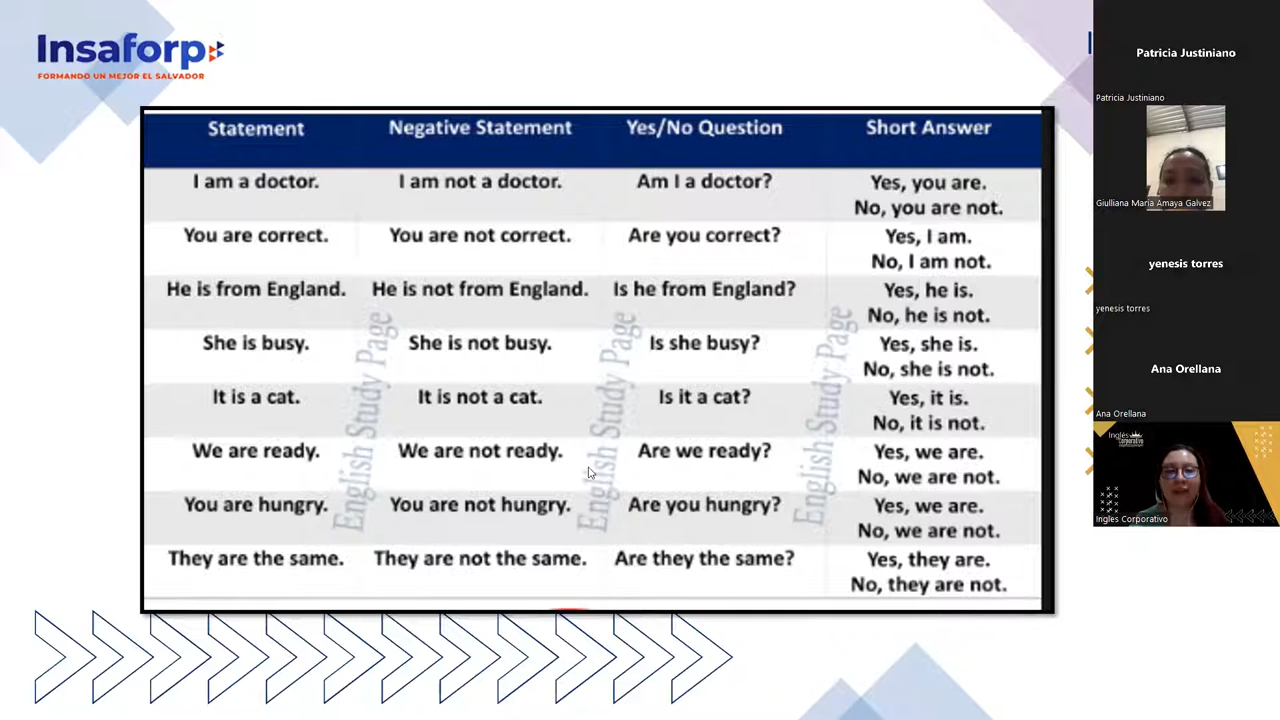 Insaforp
FORMANDO UN MEJOR EL SALVADOR
Statement Negative Statement Yes/No Question Short Answer
I am a doctor. I am not a doctor. Am I a doctor? Yes, you are.
No, you are not.
You are correct. You are not correct. Are you correct? Yes, I am.
No, I am not.
He is from England. He is not from England. Is he from England? Yes, he is.
No, he is not.
She is busy. She is not busy. Is she busy? Yes, she is.
No, she is not.
It is a cat. It is not a cat. Is it a cat? Yes, it is.
No, it is not.
We are ready. We are not ready. Are we ready? Yes, we are.
No, we are not.
You are hungry. You are not hungry. Are you hungry? Yes, we are.
No, we are not.
They are the same. They are not the same. Are they the same? Yes, they are.
No, they are not.
English Study Page
English Study Page
English Study Page
Patricia Justiniano
Patricia Justiniano
Giulliana María Amaya Galvez
yenesis torres
yenesis torres
Ana Orellana
Ana Orellana
Inglés
Corporativo
Ingles Corporativo